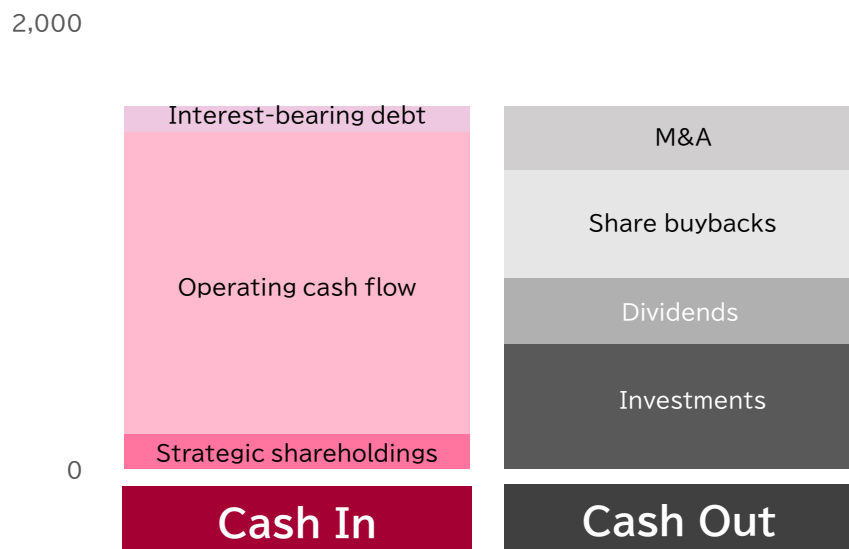 2,000
Interest-bearing debt
Operating cash flow
Strategic shareholdings
0
Cash In
M&A
Share buybacks
Dividends
Investments
Cash Out